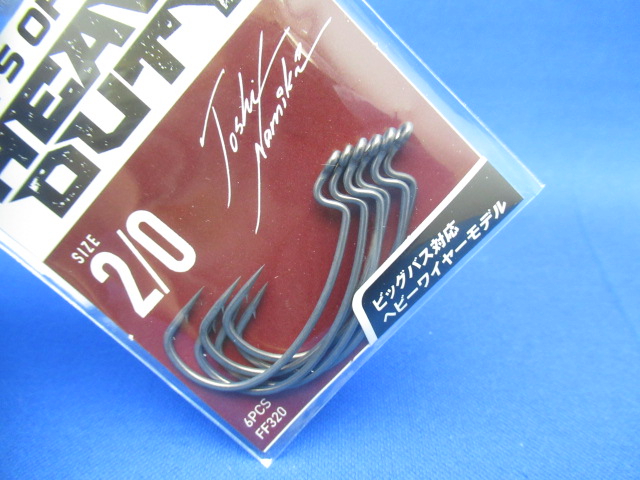 HEAVY
DUTY
Toshi
Namiki
SIZE
2/0
ビッグバス対応
ヘビーワイヤーモデル
6PCS
FF320